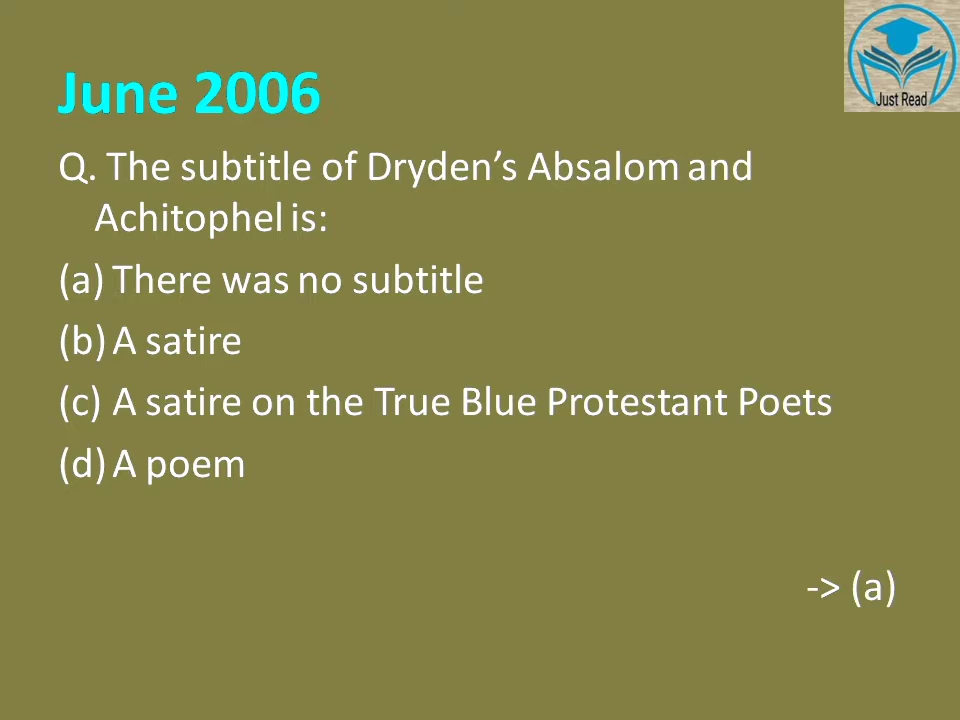 Just Read
June 2006
Q. The subtitle of Dryden’s Absalom and
Achitophel is:
(a) There was no subtitle
(b) A satire
(c) A satire on the True Blue Protestant Poets
(d) A poem
-> (a)